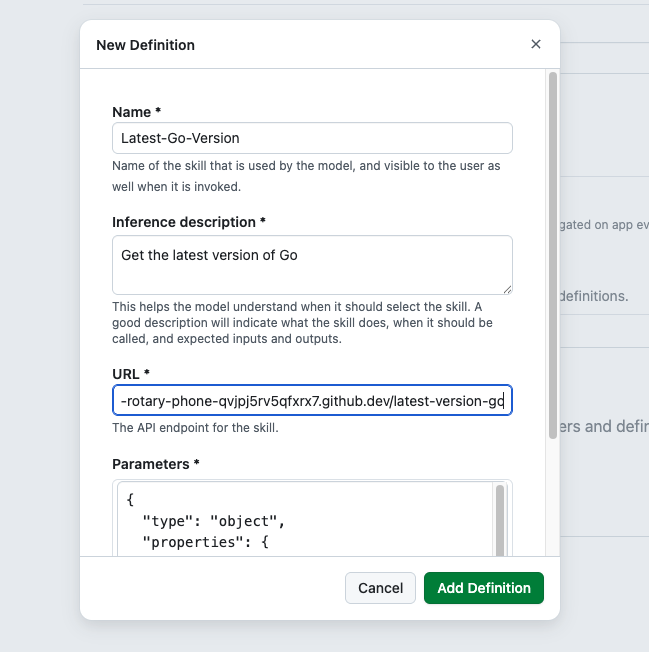 New Definition
Name *
Latest-Go-Version
Name of the skill that is used by the model, and visible to the user as
well when it is invoked.
gated on app ev
Inference description *
Get the latest version of Go
definitions.
This helps the model understand when it should select the skill. A
good description will indicate what the skill does, when it should be
called, and expected inputs and outputs.
URL *
-rotary-phone-qvjpj5rv5qfxrx7.github.dev/latest-version-go
ers and defin
The API endpoint for the skill.
Parameters *
{
"type": "object",
"properties": {
Cancel
Add Definition